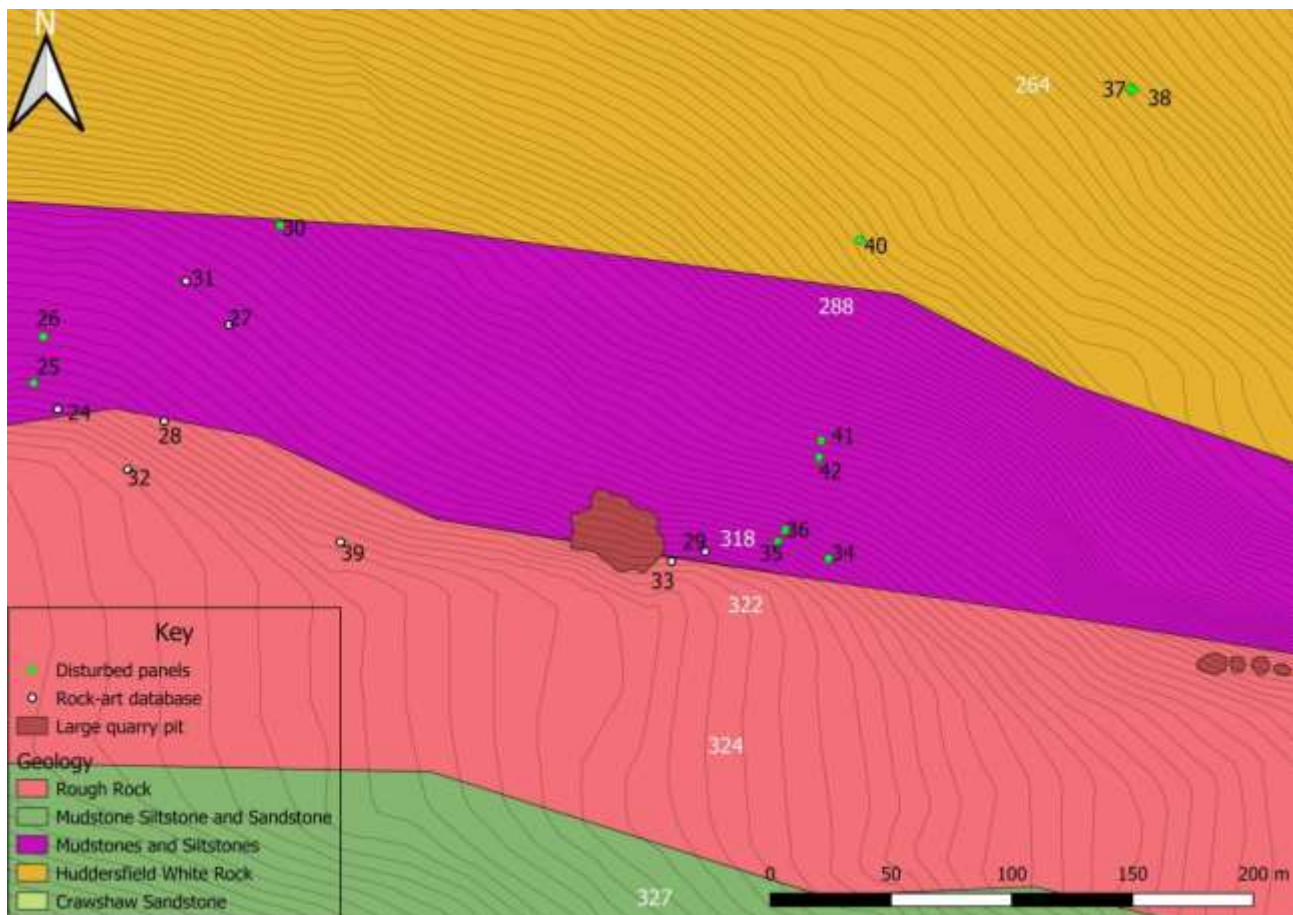 N
264
37 38
30
40
31
288
27
26
25
24
28
41
42
32
36
29 318
35 34
39
33
322
Key
Disturbed panels
Rock-art database
Large quarry pit
324
Geology
Rough Rock
Mudstone Siltstone and Sandstone
Mudstones and Siltstones
Huddersfield White Rock
Crawshaw Sandstone
0 50 100 150 200 m
327